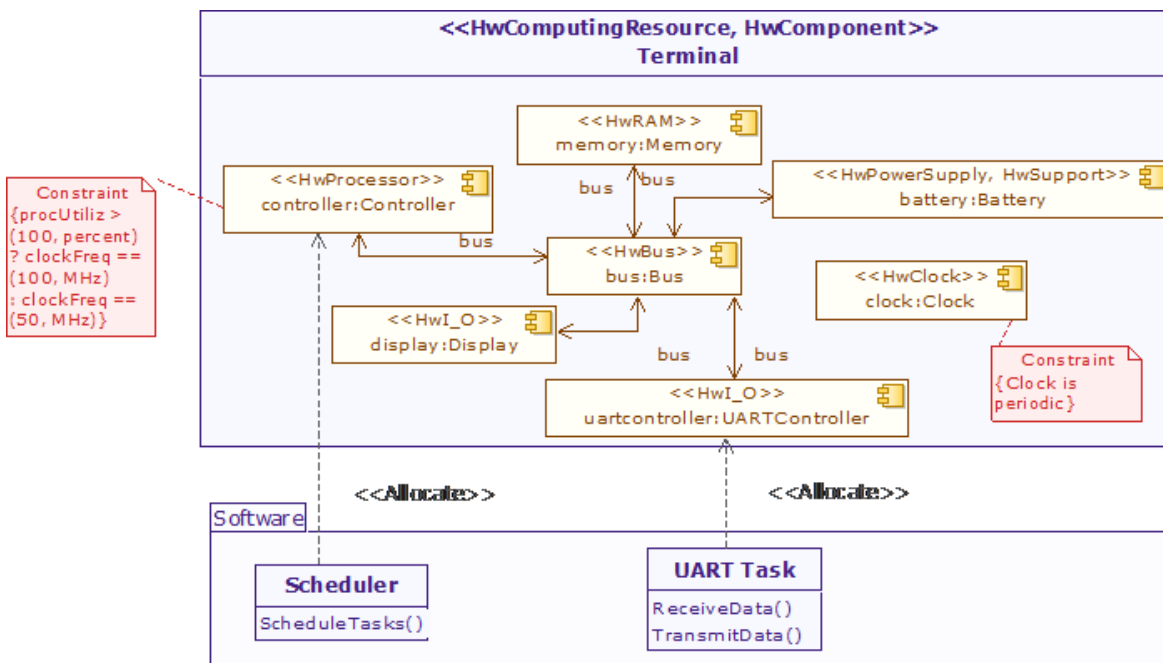 <<HwComputingResource, HwComponent>>
Terminal
<<HwRAM>>
memory:Memory
<<HwProcessor>>
controller:Controller
bus
bus
<<HwPowerSupply, HwSupport>>
battery:Battery
Constraint
{procUtiliz >
(100, percent)
? clockFreq ==
(100, MHz)
: clockFreq ==
(50, MHz)}
bus
<<HwBus>>
bus:Bus
<<HwClock>>
clock:Clock
<<HwI_O>>
display:Display
bus
bus
Constraint
{Clock is
periodic}
<<HwI_O>>
uartcontroller:UARTController
<<Allocate>>
<<Allocate>>
Software
Scheduler
ScheduleTasks()
UART Task
ReceiveData()
TransmitData()